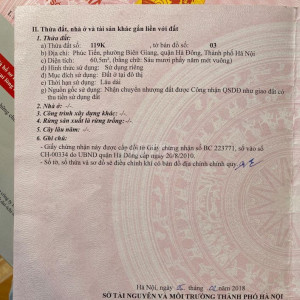 II. Thửa đất, nhà ở và tài sản khác gắn liền với đất
1. Thửa đất:
a) Thửa đất số: 119K , tờ bản đồ số: 03
b) Địa chỉ: Phúc Tiến, phường Biên Giang, quận Hà Đông, Thành phố Hà Nội
c) Diện tích: 60,5m², (bằng chữ: Sáu mươi phẩy năm mét vuông)
d) Hình thức sử dụng: Sử dụng riêng
đ) Mục đích sử dụng: Đất ở tại đô thị
e) Thời hạn sử dụng: Lâu dài
g) Nguồn gốc sử dụng: Nhận chuyển nhượng đất được Công nhận QSDĐ như giao đất có
thu tiền sử dụng đất
2. Nhà ở: -/-
3. Công trình xây dựng khác: -/-
4. Rừng sản xuất là rừng trồng: -/-
5. Cây lâu năm: -/-
6. Ghi chú:
- Giấy chứng nhận này được cấp đổi từ Giấy chứng nhận số BC 223771, số vào sổ
CH-00334 do UBND quận Hà Đông cấp ngày 20/8/2010.
- Số tờ, số thửa và sơ đồ sẽ điều chỉnh khi có bản đồ địa chính chính quy
Hà Nội, ngày tháng 2018
SỞ TÀI NGUYÊN VÀ MÔI TRƯỜNG THÀNH PHỐ HÀ NỘI